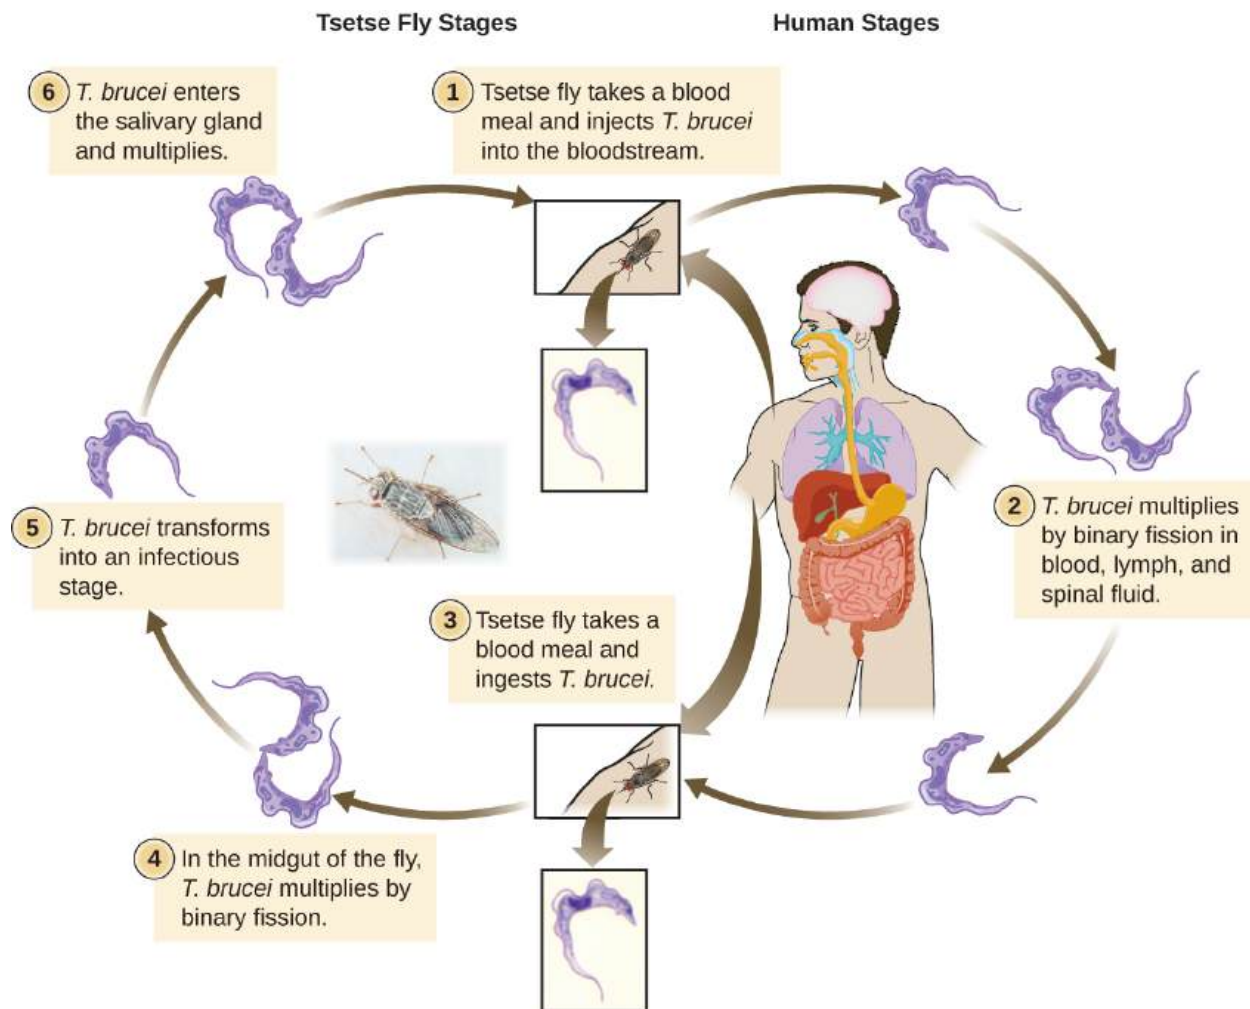 Tsetse Fly Stages
Human Stages
1 Tsetse fly takes a blood
meal and injects T. brucei
into the bloodstream.
2 T. brucei multiplies
by binary fission in
blood, lymph, and
spinal fluid.
3 Tsetse fly takes a
blood meal and
ingests T. brucei.
4 In the midgut of the fly,
T. brucei multiplies by
binary fission.
5 T. brucei transforms
into an infectious
stage.
6 T. brucei enters
the salivary gland
and multiplies.